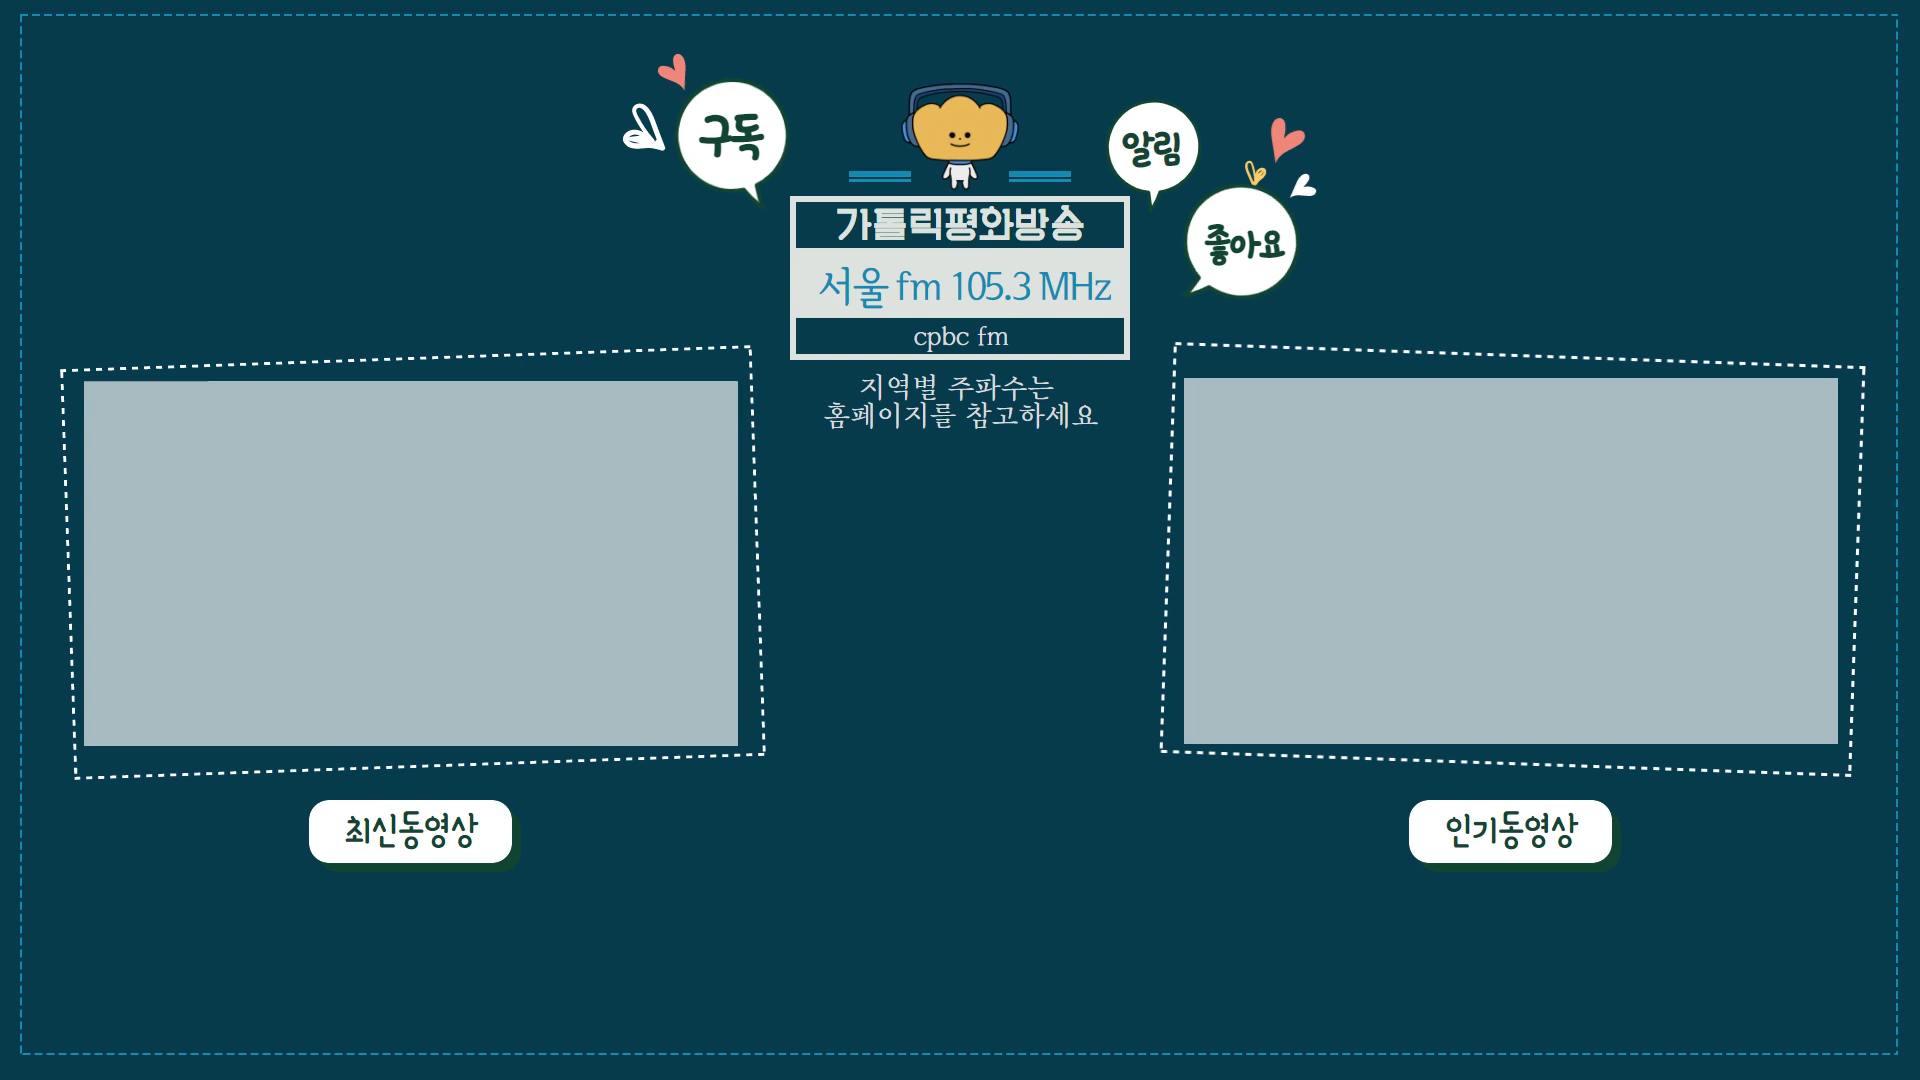 구독
알림
좋아요
가톨릭평화방송
서울 fm 105.3 MHz
cpbc fm
지역별 주파수는
홈페이지를 참고하세요
최신동영상
인기동영상